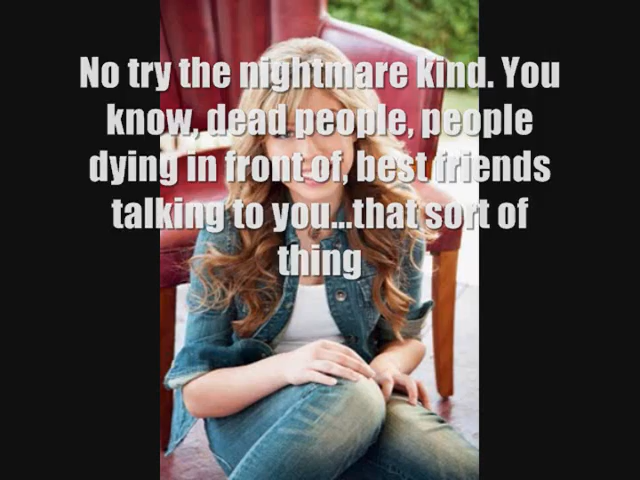 No try the nightmare kind. You
know, dead people, people
dying in front of, best friends
talking to you...that sort of
thing